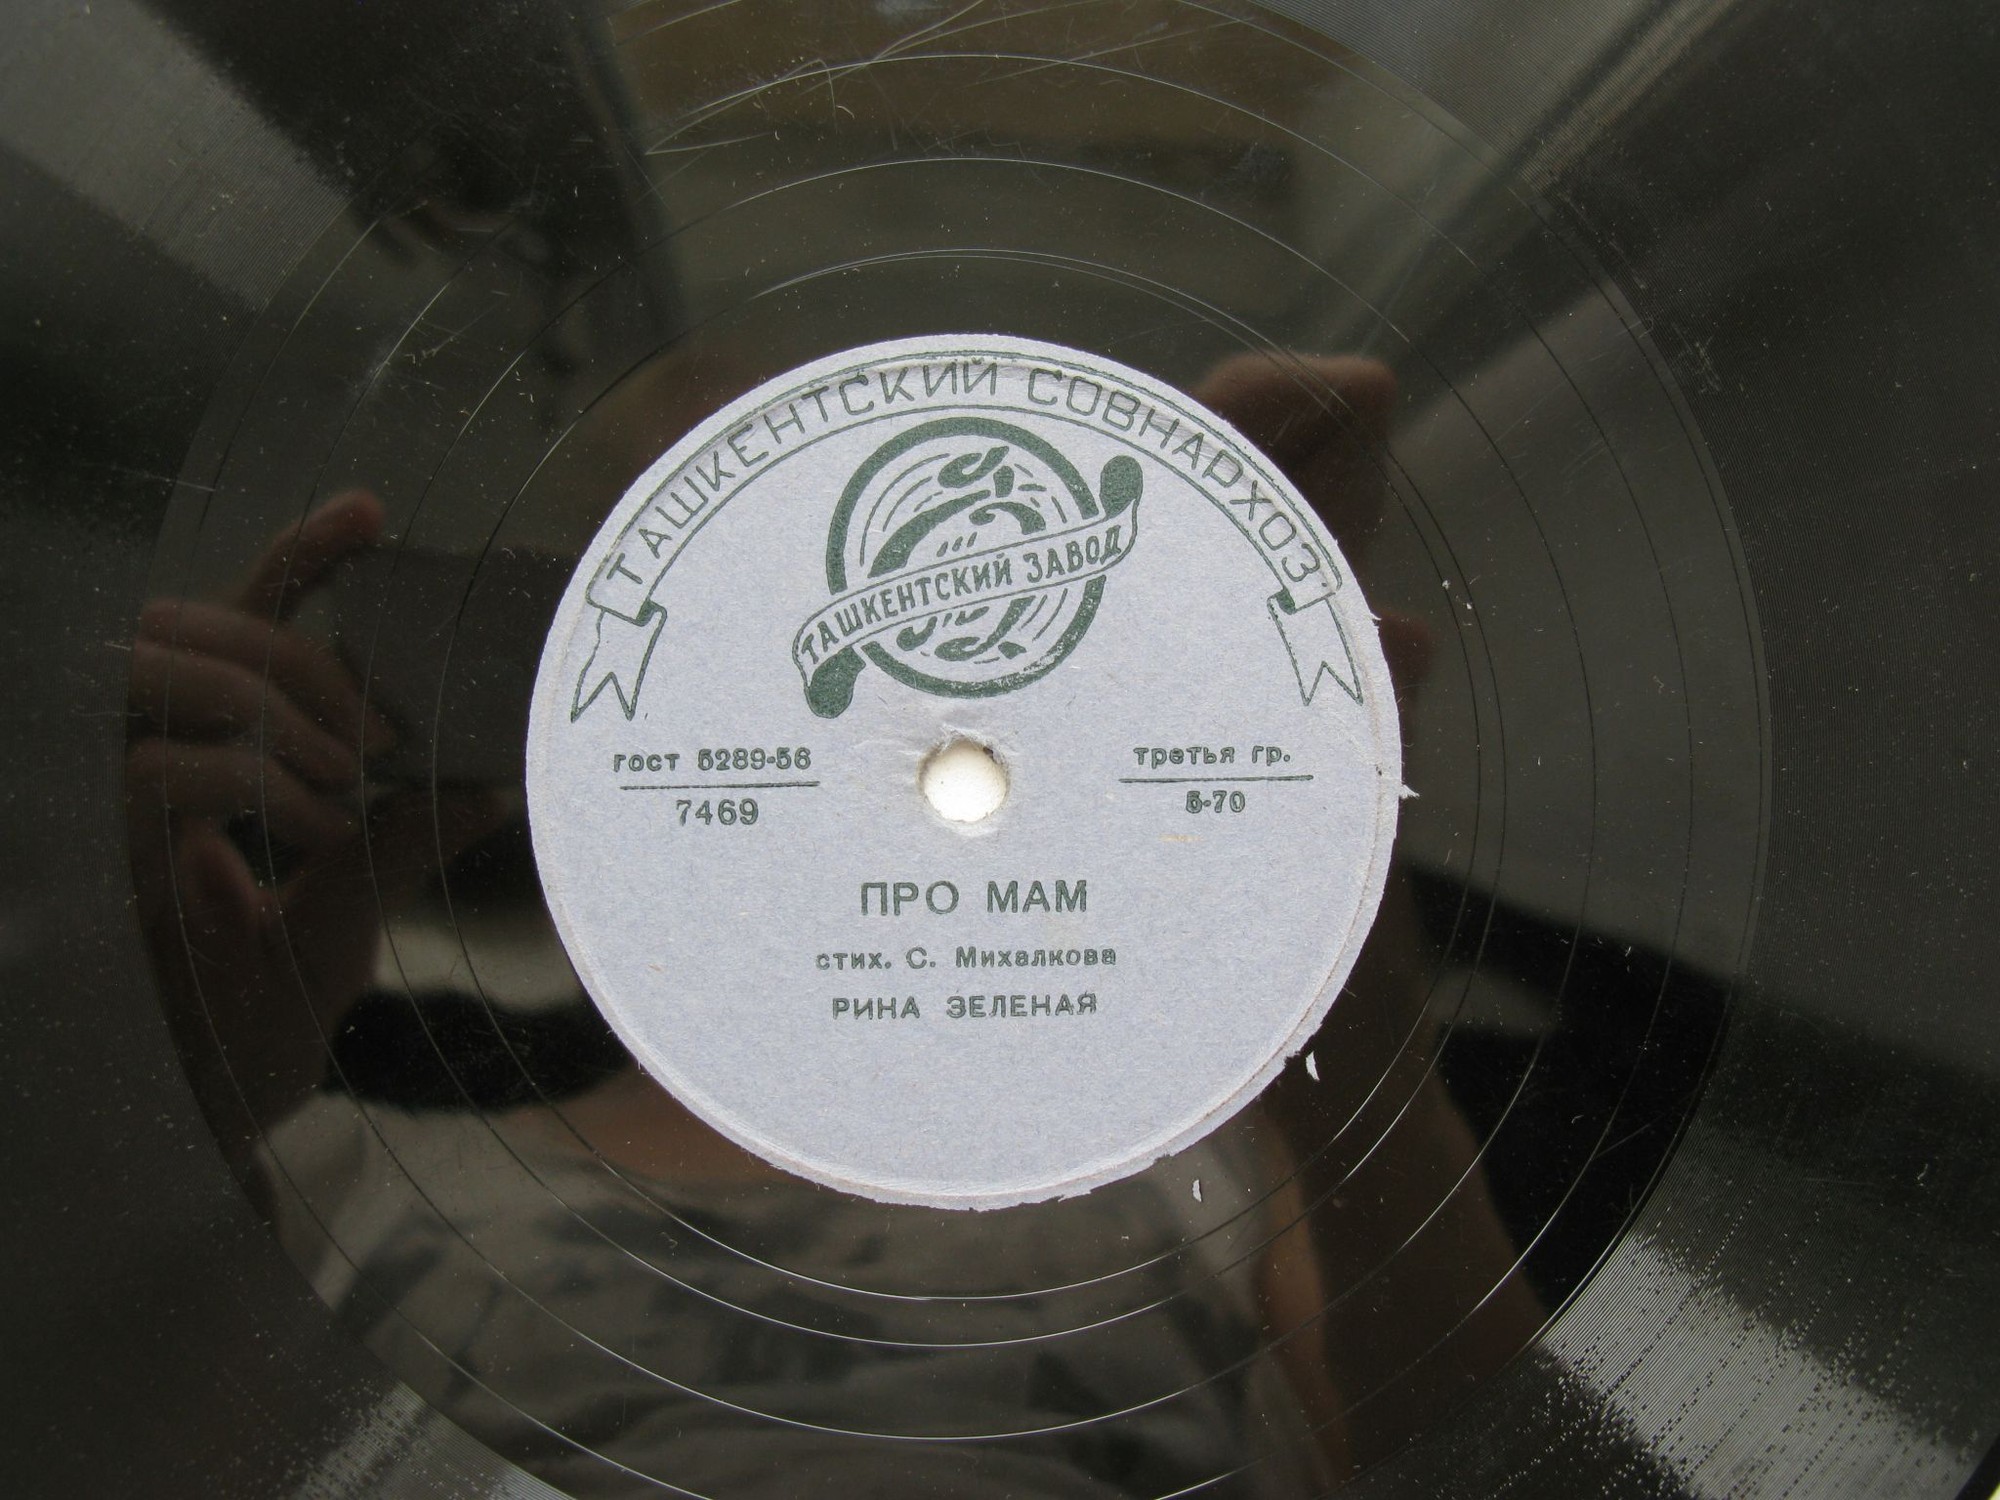 ТАШКЕНТСКИЙ СОВНАРХОЗ
ТАШКЕНТСКИЙ ЗАВОД
гост 5289-56
7469
третья гр.
5-70
ПРО МАМ
стих. С. Михалкова
РИНА ЗЕЛЕНАЯ